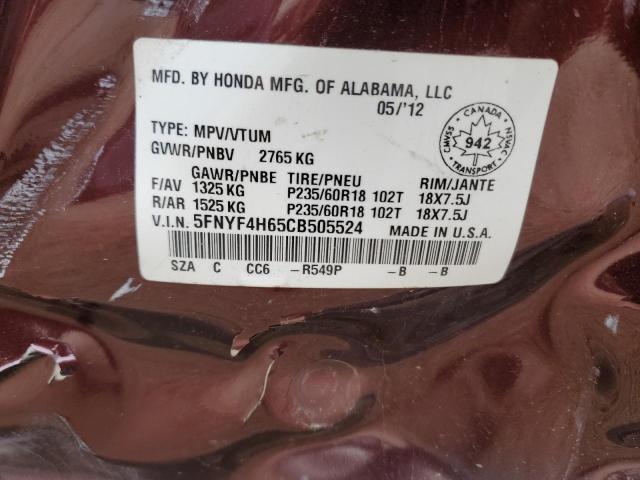 MFD. BY HONDA MFG. OF ALABAMA, LLC
05/'12
TYPE: MPV/VTUM
GVWR/PNBV 2765 KG
GAWR/PNBE TIRE/PNEU RIM/JANTE
F/AV 1325 KG P235/60R18 102T 18X7.5J
R/AR 1525 KG P235/60R18 102T 18X7.5J
V.I.N. 5FNYF4H65CB505524 MADE IN U.S.A.
SZA C CC6 -R549P -B -B
CANADA
CMVSS 942 NSVAC
TRANSPORT